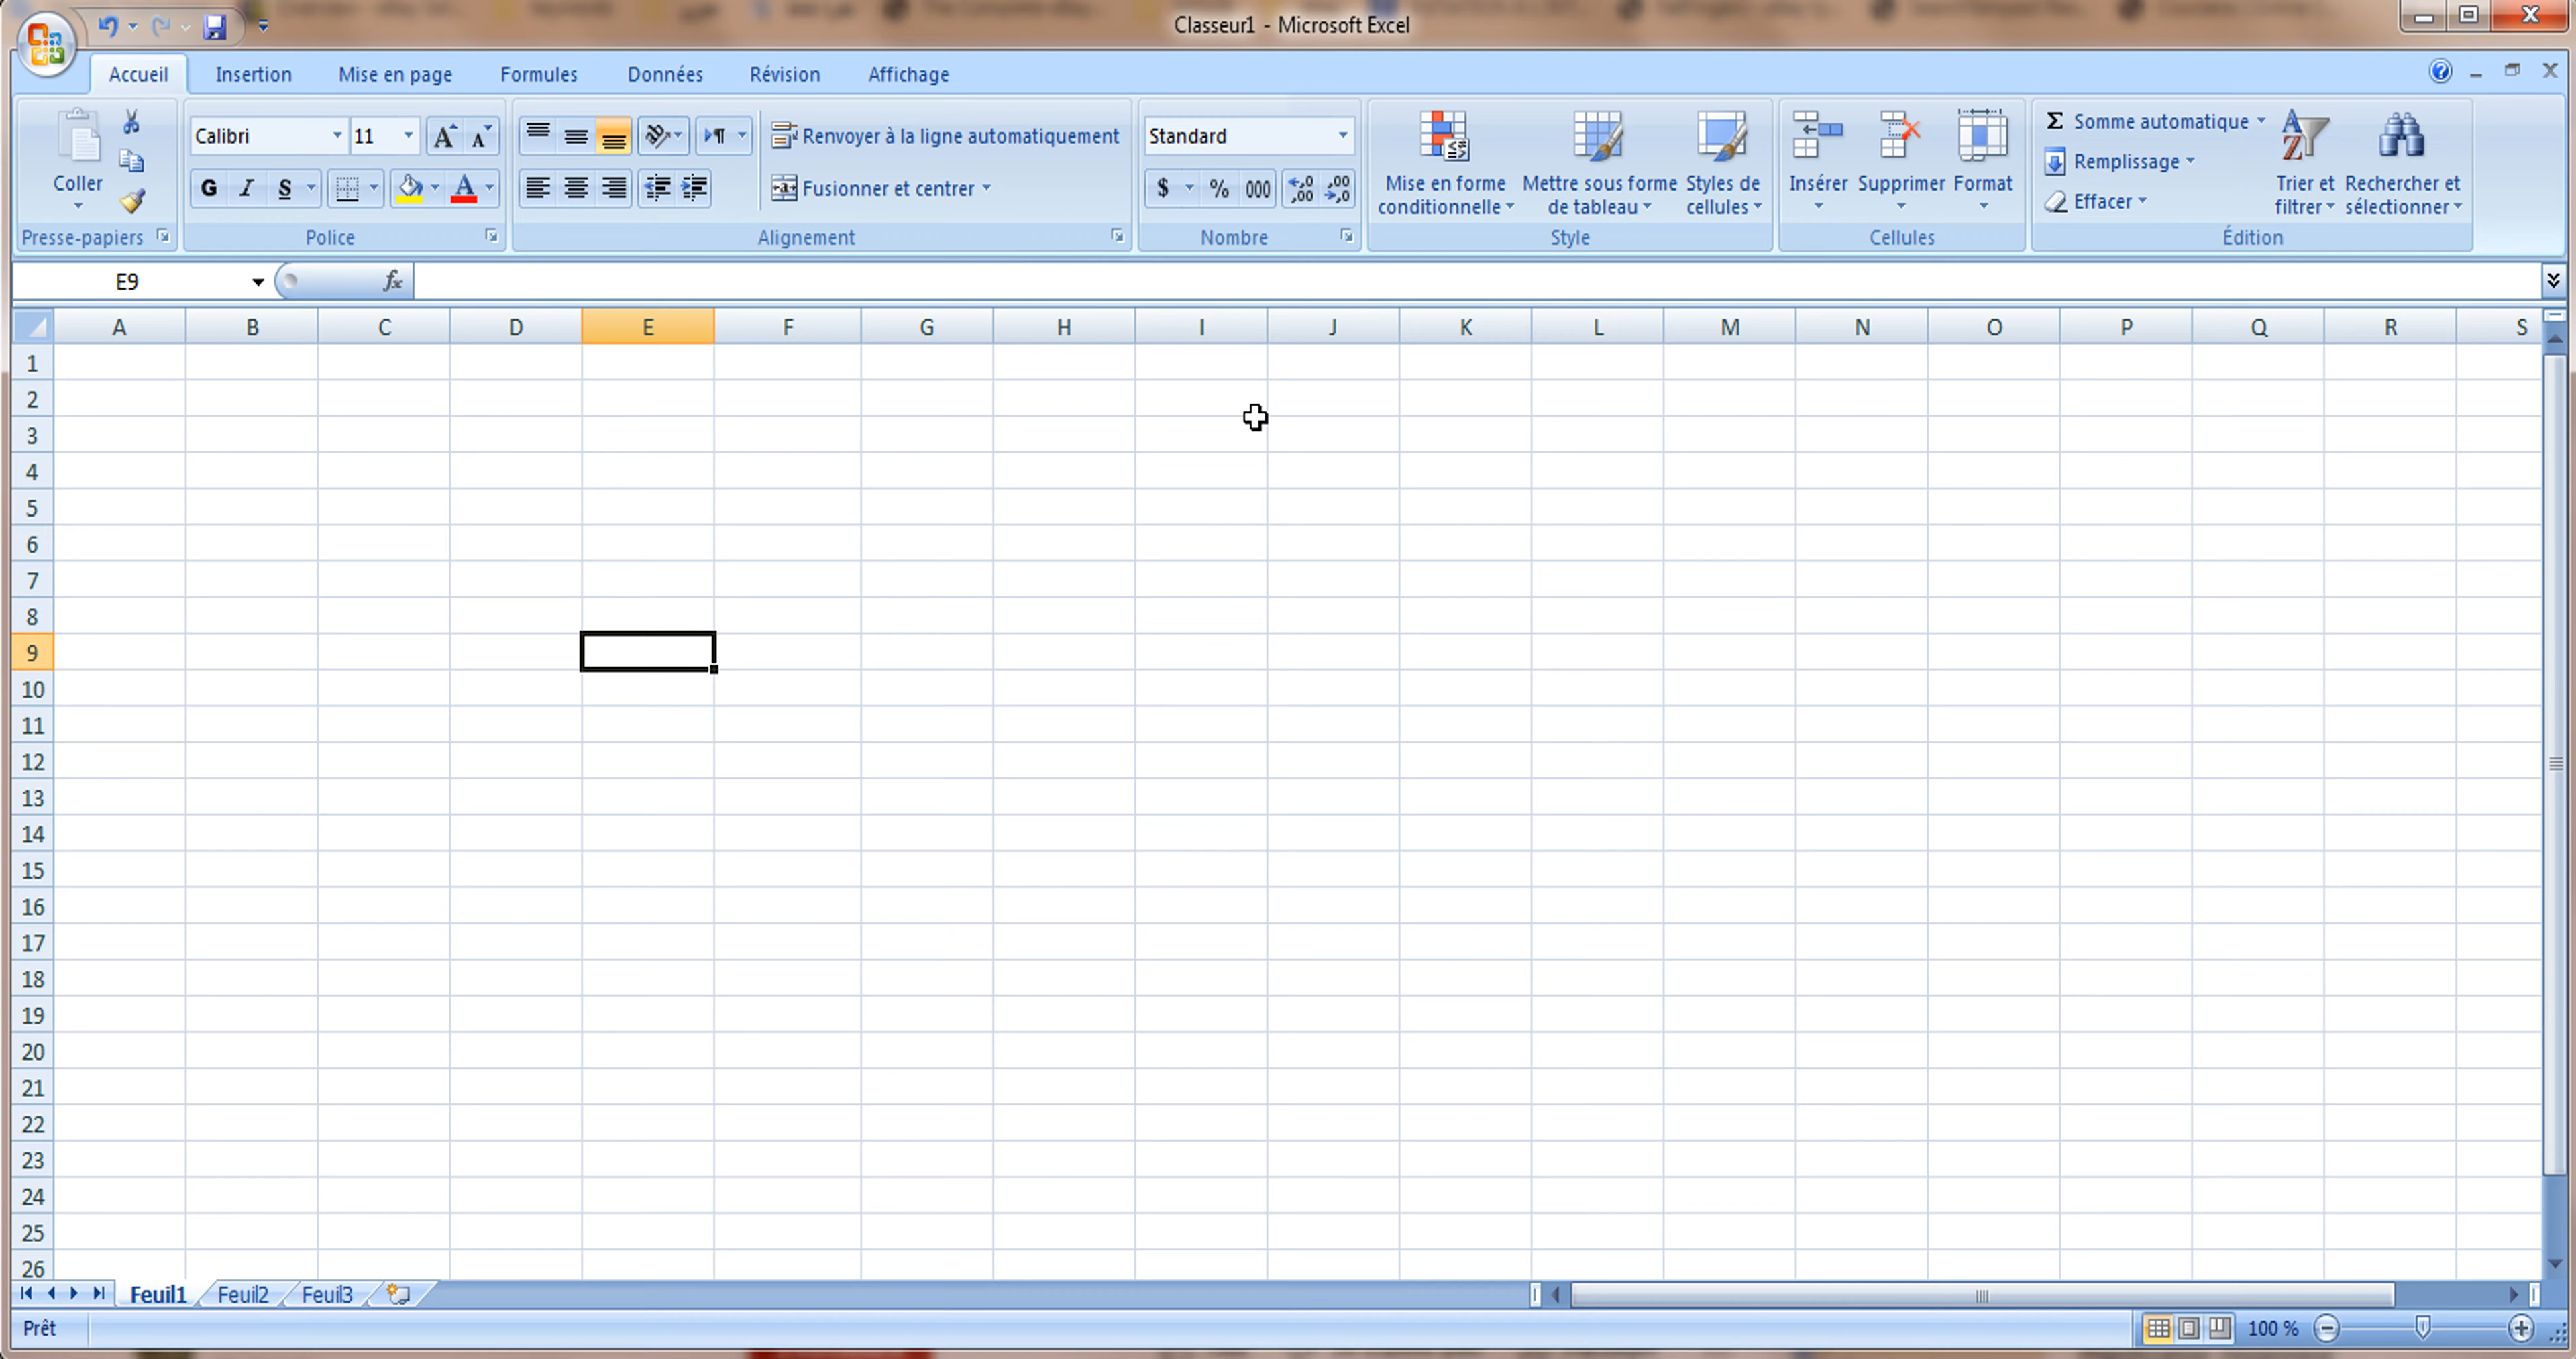 Classeur1 - Microsoft Excel
Accueil Insertion Mise en page Formules Données Révision Affichage
Coller
Presse-papiers
Calibri 11
G I S
Police
Renvoyer à la ligne automatiquement
Fusionner et centrer
Alignement
Standard
$ % 000
Nombre
Mise en forme conditionnelle
Mettre sous forme de tableau
Styles de cellules
Style
Insérer Supprimer Format
Cellules
Σ Somme automatique
Remplissage
Effacer
Trier et filtrer
Rechercher et sélectionner
Édition
E9 fx
A B C D E F G H I J K L M N O P Q R S
1
2
3
4
5
6
7
8
9
10
11
12
13
14
15
16
17
18
19
20
21
22
23
24
25
26
Feuil1 Feuil2 Feuil3
Prêt 100 %